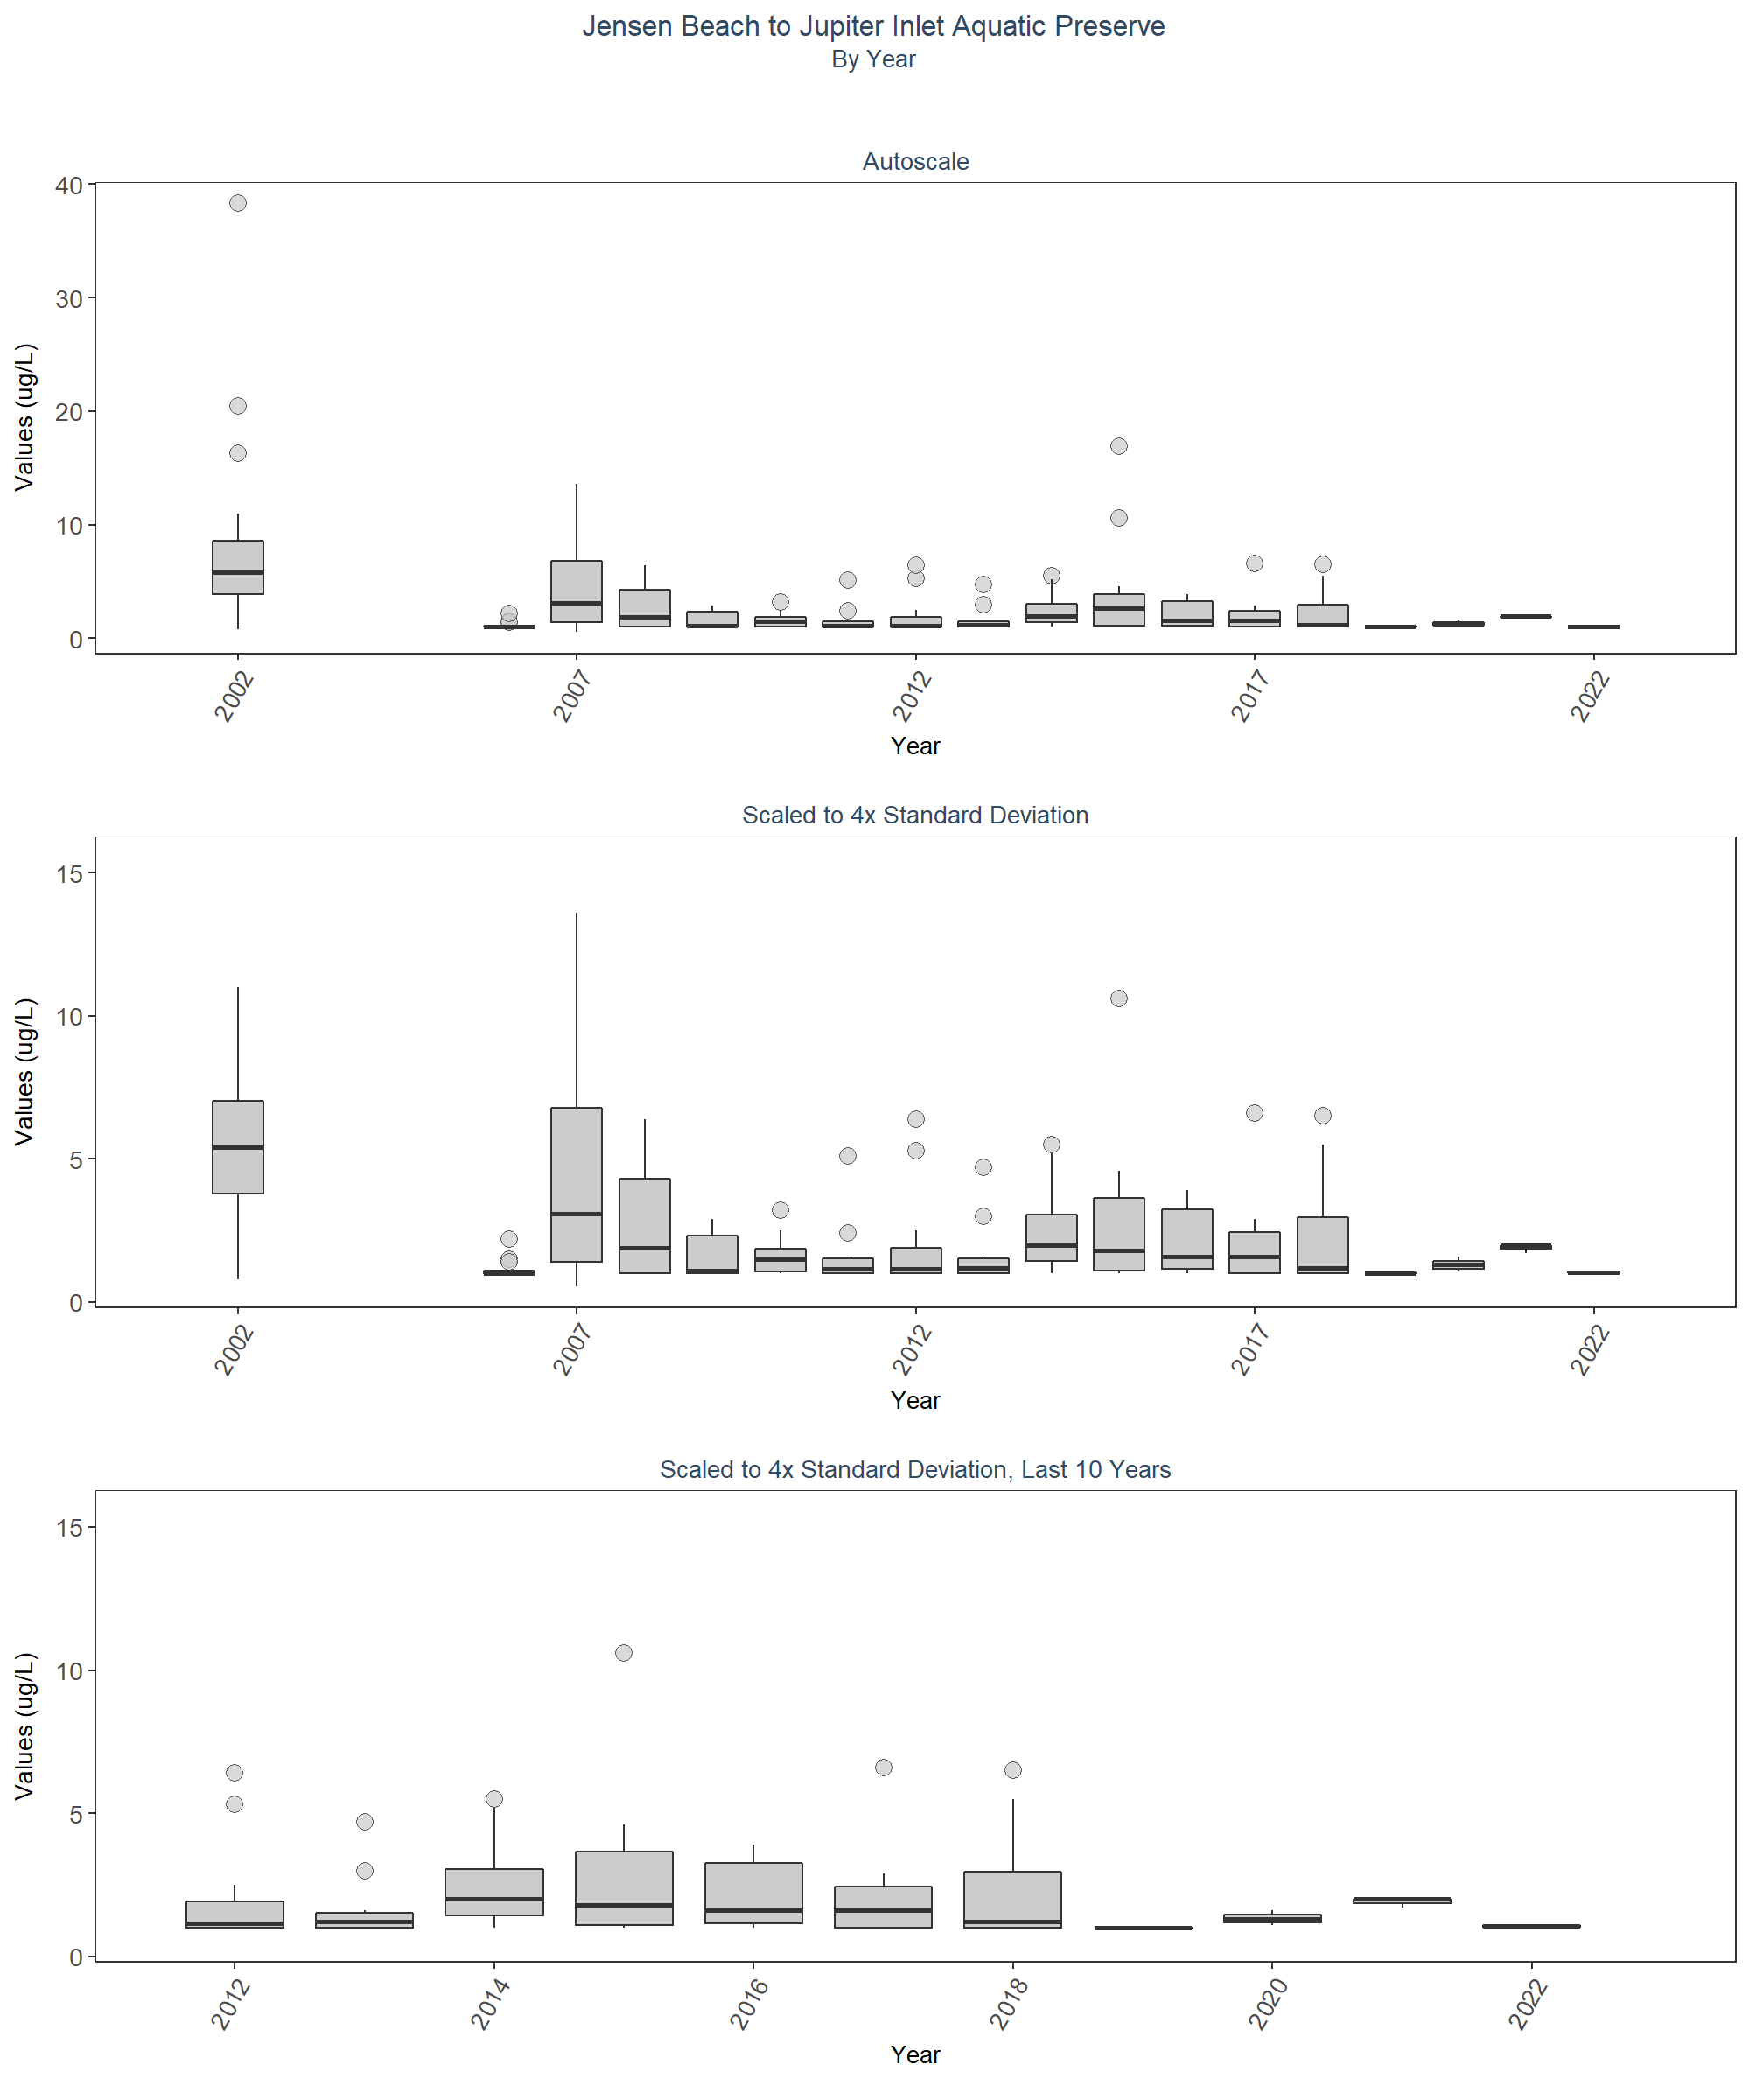 Jensen Beach to Jupiter Inlet Aquatic Preserve
By Year
Autoscale
40
30
20
10
0
Values (ug/L)
2002
2007
2012
2017
2022
Year
Scaled to 4x Standard Deviation
15
10
5
0
Values (ug/L)
2002
2007
2012
2017
2022
Year
Scaled to 4x Standard Deviation, Last 10 Years
15
10
5
0
Values (ug/L)
2012
2014
2016
2018
2020
2022
Year